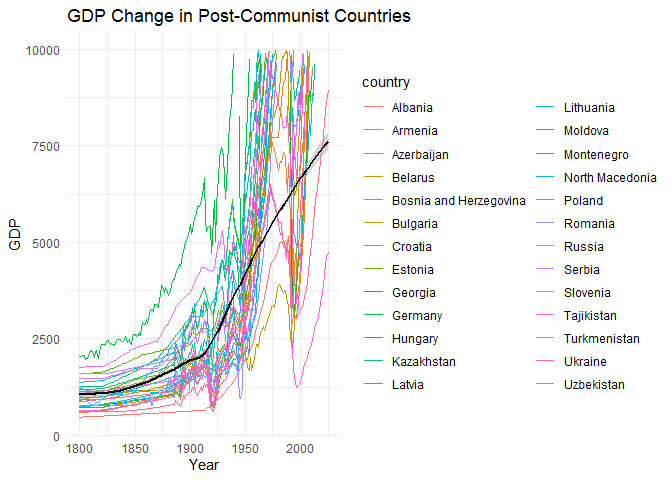 GDP Change in Post-Communist Countries
10000
7500
5000
2500
0
GDP
1800 1850 1900 1950 2000
Year
country
Albania
Armenia
Azerbaijan
Belarus
Bosnia and Herzegovina
Bulgaria
Croatia
Estonia
Georgia
Germany
Hungary
Kazakhstan
Latvia
Lithuania
Moldova
Montenegro
North Macedonia
Poland
Romania
Russia
Serbia
Slovenia
Tajikistan
Turkmenistan
Ukraine
Uzbekistan